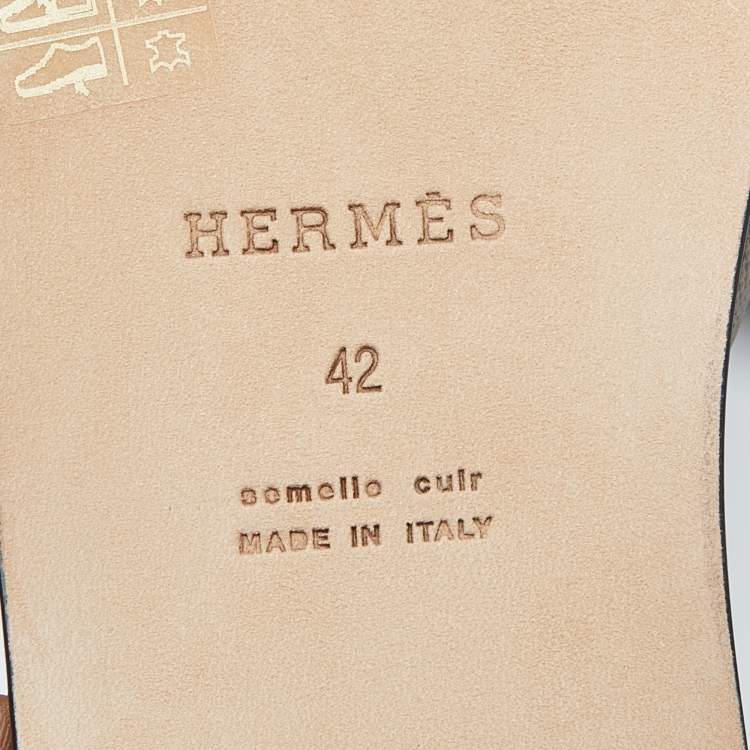 HERMÈS
42
semelle cuir
MADE IN ITALY